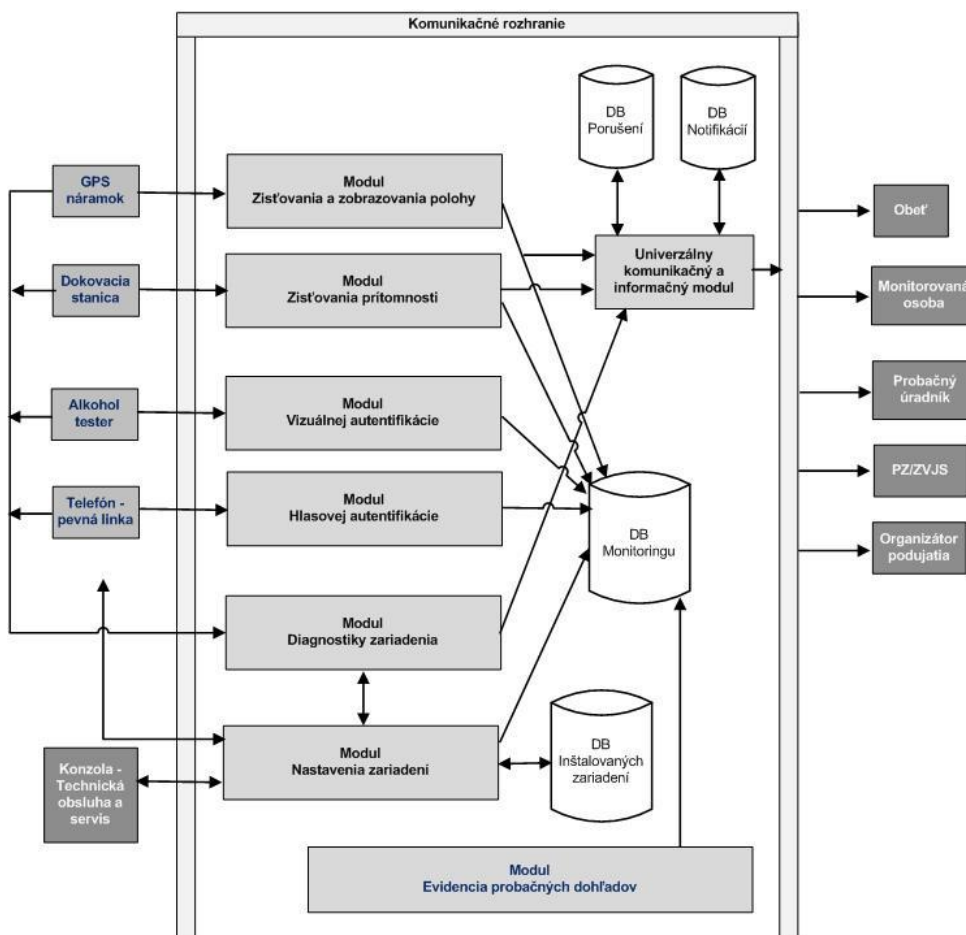 Komunikačné rozhranie
DB
Porušení
DB
Notifikácií
GPS
náramok
Modul
Zisťovania a zobrazovania polohy
Obeť
Dokovacia
stanica
Modul
Zisťovania prítomnosti
Univerzálny
komunikačný a
informačný modul
Monitorovaná
osoba
Alkohol
tester
Modul
Vizuálnej autentifikácie
Probačný
úradník
Telefón -
pevná linka
Modul
Hlasovej autentifikácie
DB
Monitoringu
PZ/ZVJS
Organizátor
podujatia
Modul
Diagnostiky zariadenia
Konzola -
Technická
obsluha a
servis
Modul
Nastavenia zariadení
DB
Inštalovaných
zariadení
Modul
Evidencia probačných dohľadov